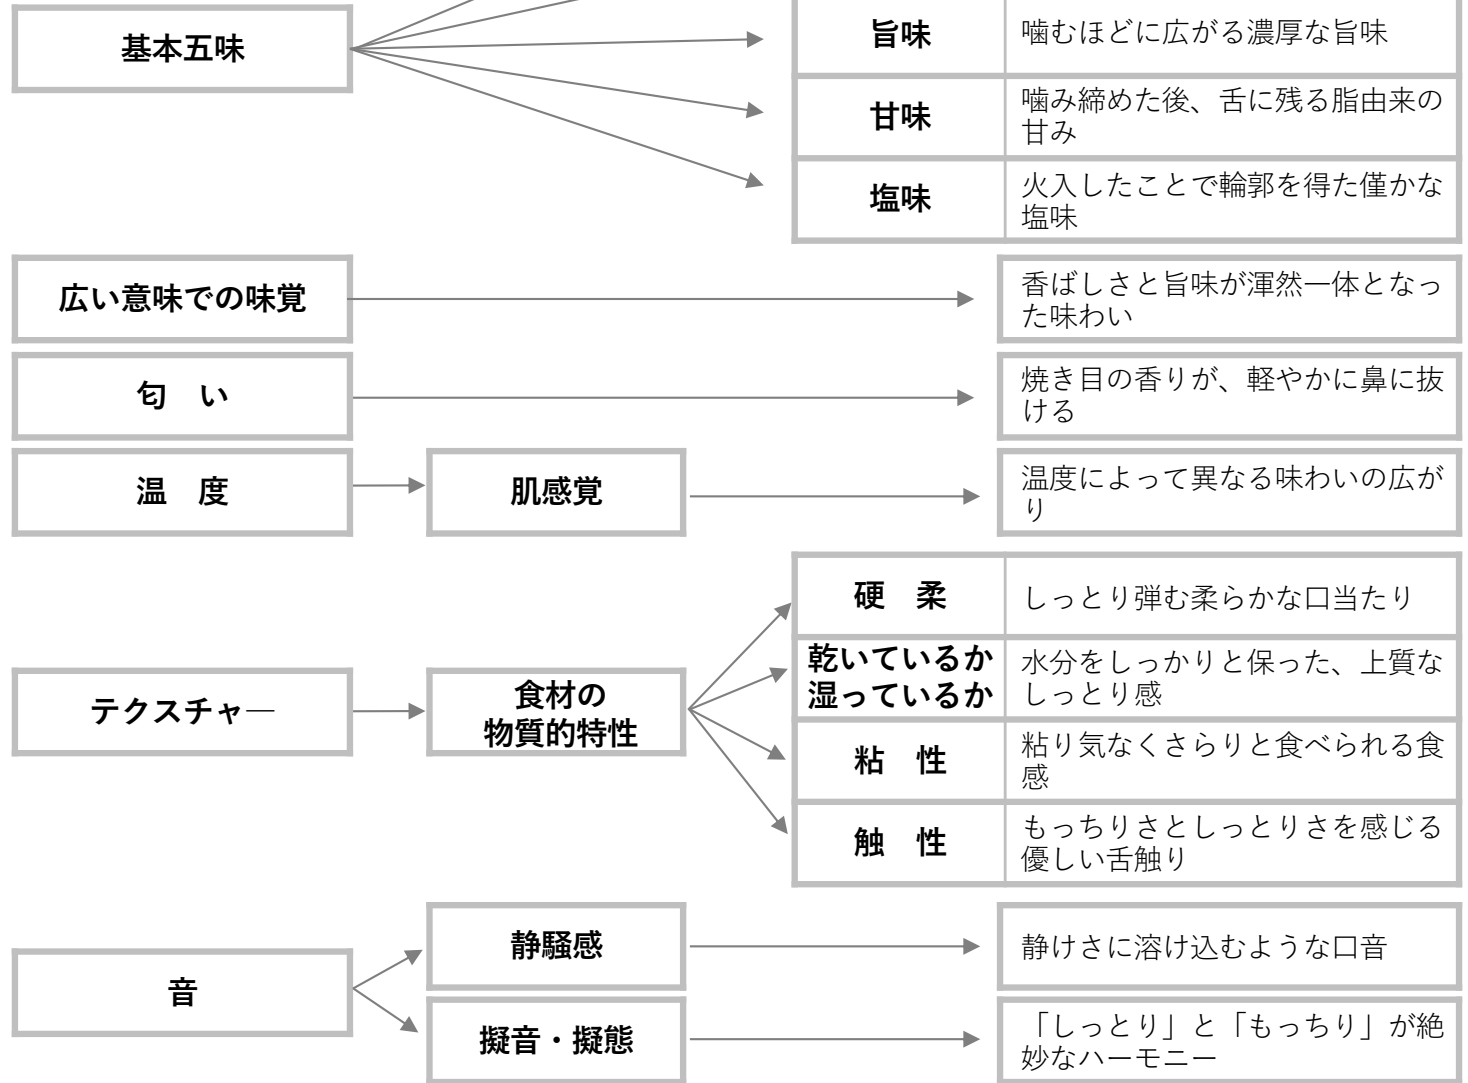 基本五味
旨味
噛むほどに広がる濃厚な旨味
甘味
噛み締めた後、舌に残る脂由来の
甘み
塩味
火入したことで輪郭を得た僅かな
塩味
広い意味での味覚
香ばしさと旨味が渾然一体となっ
た味わい
匂　い
焼き目の香りが、軽やかに鼻に抜
ける
温　度
肌感覚
温度によって異なる味わいの広が
り
テクスチャ―
食材の
物質的特性
硬　柔
しっとり弾む柔らかな口当たり
乾いているか
湿っているか
水分をしっかりと保った、上質な
しっとり感
粘　性
粘り気なくさらりと食べられる食
感
触　性
もっちりさとしっとりさを感じる
優しい舌触り
音
静騒感
静けさに溶け込むような口音
擬音・擬態
「しっとり」と「もっちり」が絶
妙なハーモニー